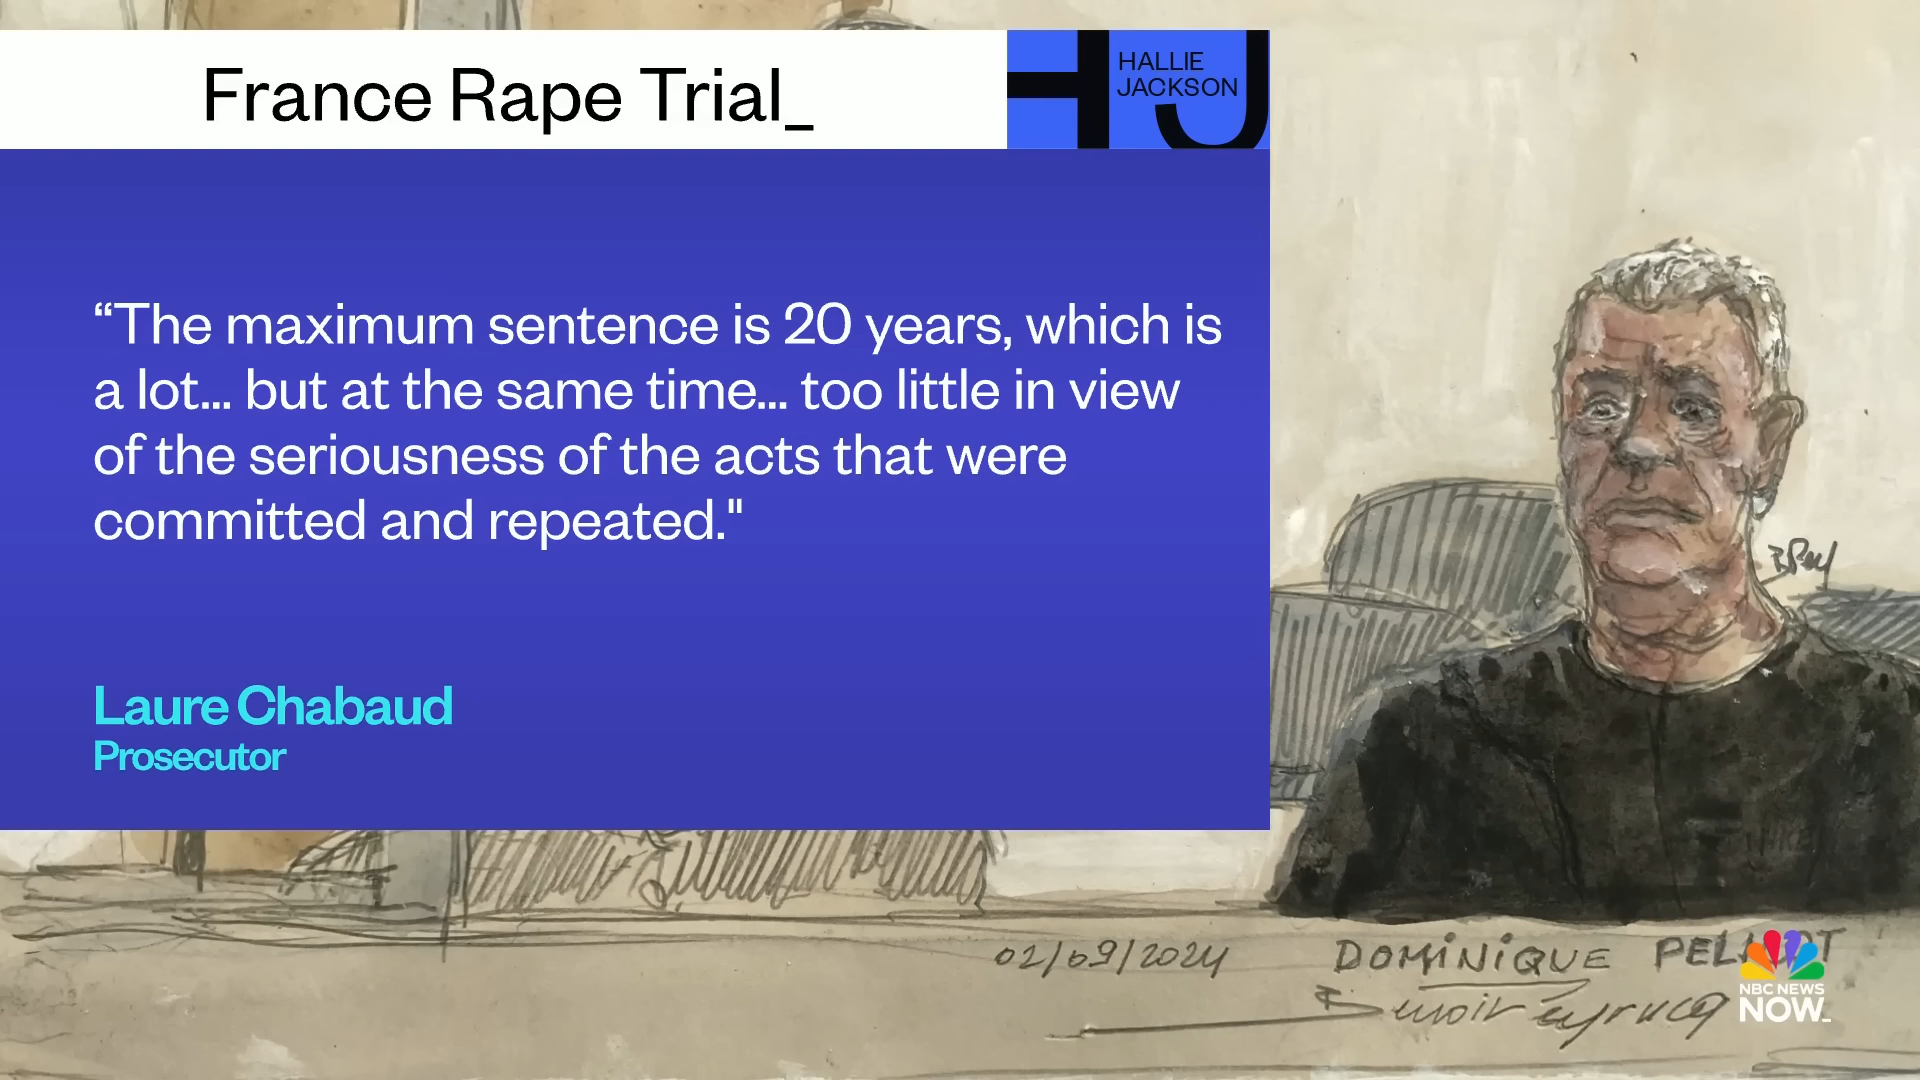 France Rape Trial_
HALLIE
JACKSON
“The maximum sentence is 20 years, which is
a lot... but at the same time... too little in view
of the seriousness of the acts that were
committed and repeated."
Laure Chabaud
Prosecutor
02/09/2024
DOMINIQUE
NBC NEWS
NOW_